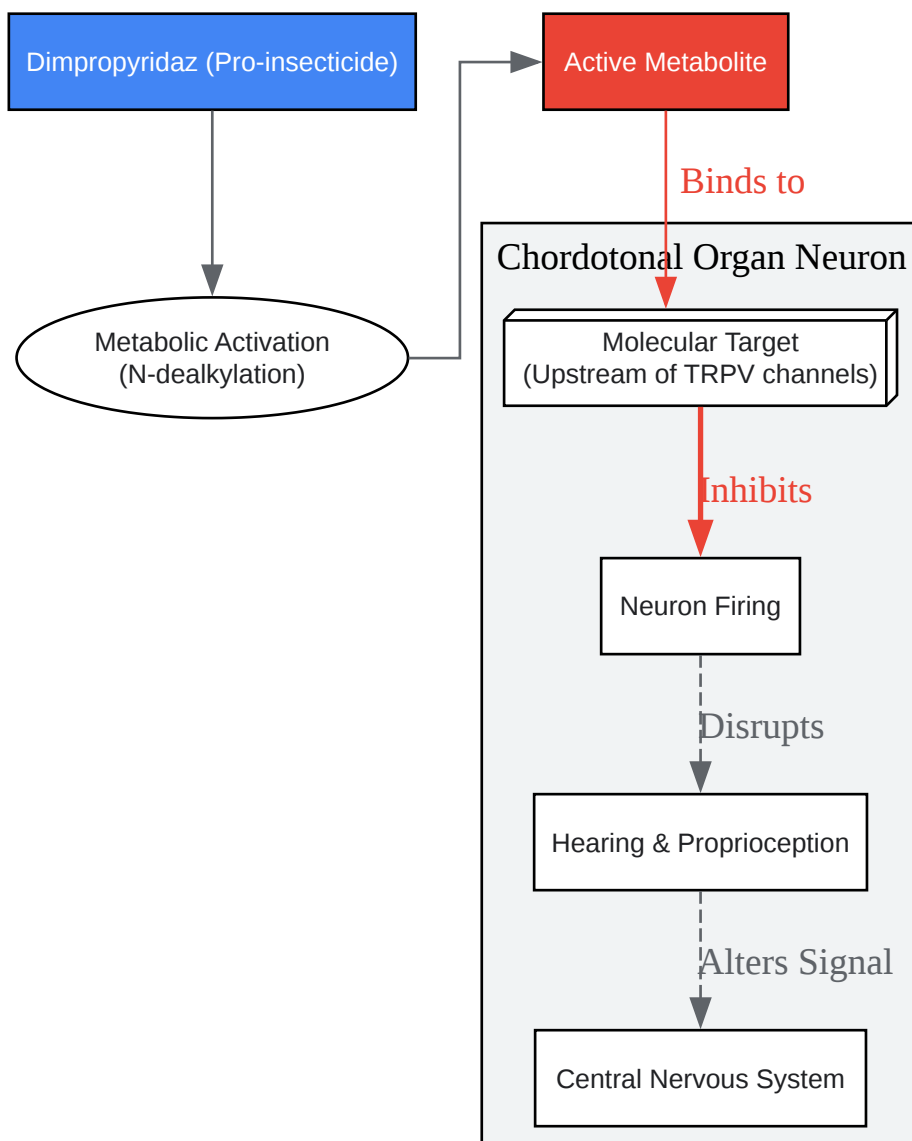 Dimpropyridaz (Pro-insecticide)
Active Metabolite
Binds to
Metabolic Activation
(N-dealkylation)
Chordotonal Organ Neuron
Molecular Target
(Upstream of TRPV channels)
Inhibits
Neuron Firing
Disrupts
Hearing & Proprioception
Alters Signal
Central Nervous System